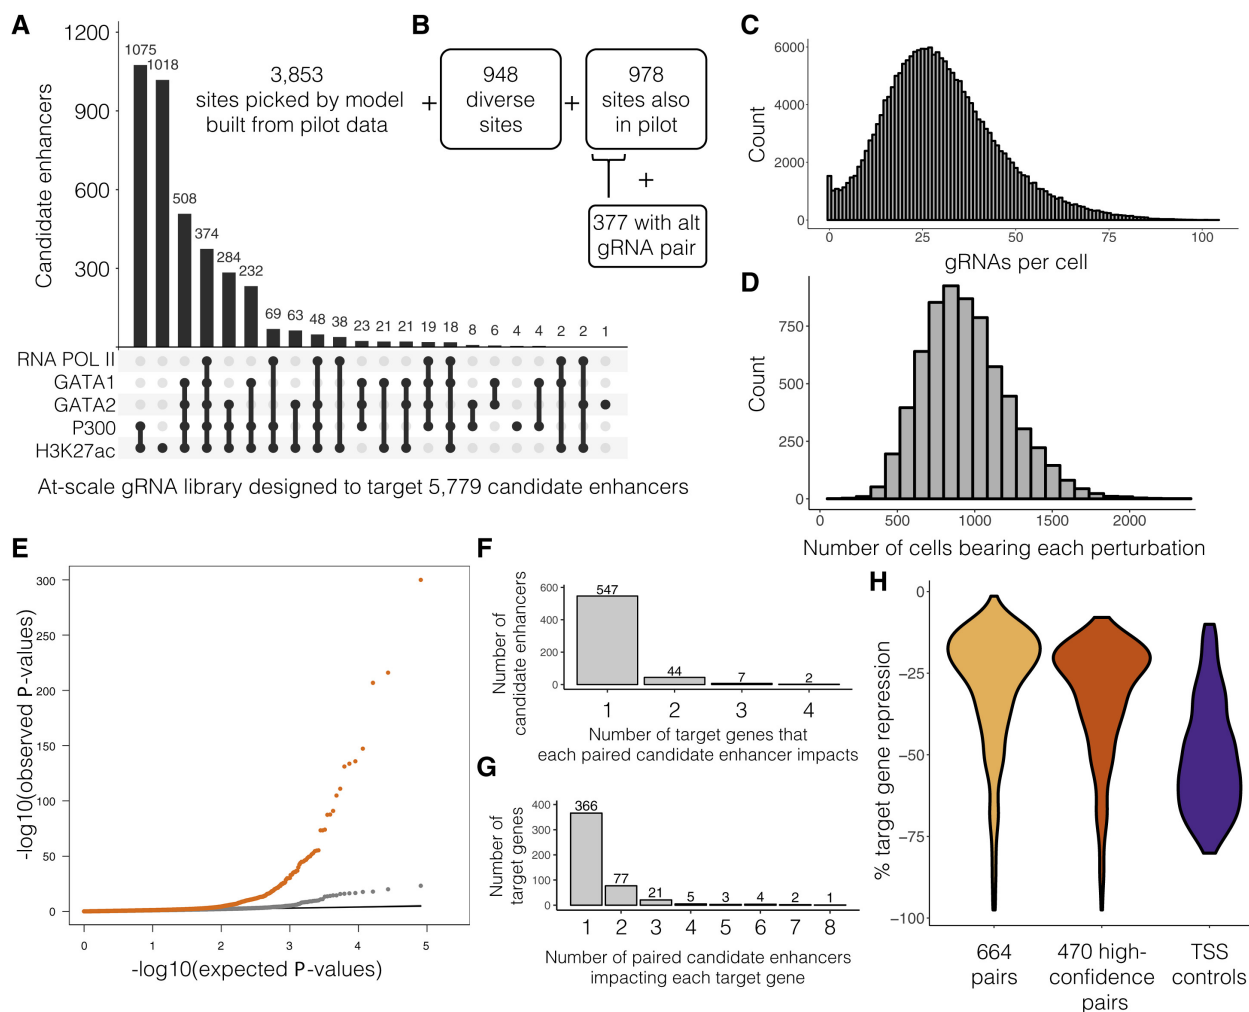 A
1200
900
600
300
Candidate enhancers
1075
1018
508
374
284
232
69
63
48
38
23
21
21
19
18
8
6
4
4
2
2
1
3,853
sites picked by model
built from pilot data
RNA POL II
GATA1
GATA2
P300
H3K27ac
At-scale gRNA library designed to target 5,779 candidate enhancers
B
+
948
diverse
sites
+
978
sites also
in pilot
+
377 with alt
gRNA pair
C
6000
4000
2000
0
Count
0
25
50
75
100
gRNAs per cell
D
750
500
250
0
Count
0
500
1000
1500
2000
Number of cells bearing each perturbation
E
300
250
200
150
100
50
0
-log10(observed P-values)
0
1
2
3
4
5
-log10(expected P-values)
F
600
400
200
0
Number of
candidate enhancers
547
44
7
2
1
2
3
4
Number of target genes that
each paired candidate enhancer impacts
G
400
300
200
100
0
Number of
target genes
366
77
21
5
3
4
2
1
1
2
3
4
5
6
7
8
Number of paired candidate enhancers
impacting each target gene
H
0
−25
−50
−75
−100
% target gene repression
664
pairs
470 high-
confidence
pairs
TSS
controls